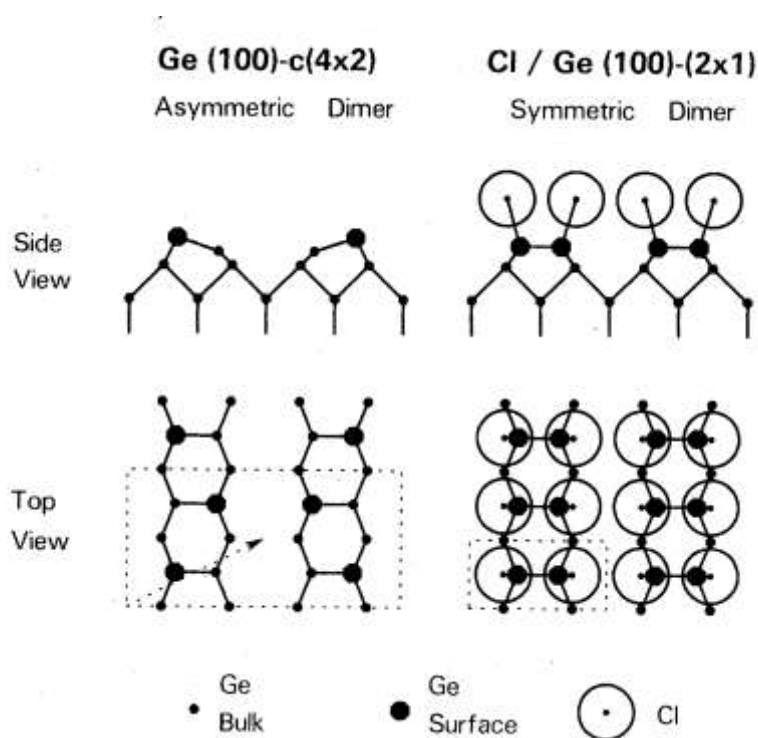 Ge (100)-c(4x2)
Asymmetric Dimer
Cl / Ge (100)-(2x1)
Symmetric Dimer
Side
View
Top
View
Ge
Bulk
Ge
Surface
Cl